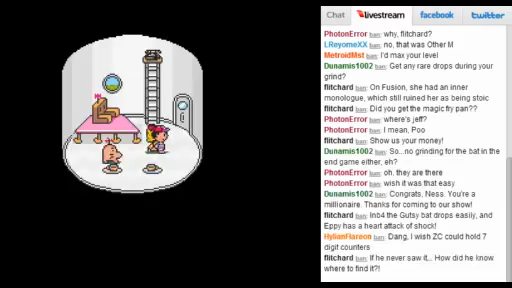 Chat livestream facebook twitter
PhotonError ban: why, flitchard?
LReyomeXX ban: no, that was Other M
MetroidMst ban: I'd max your level
Dunamis1002 ban: Get any rare drops during your
grind?
flitchard ban: On Fusion, she had an inner
monologue, which still ruined her as being stoic
flitchard ban: Did you get the magic fry pan??
PhotonError ban: where's jeff?
PhotonError ban: I mean, Poo
flitchard ban: Show us your money!
Dunamis1002 ban: So...no grinding for the bat in the
end game either, eh?
PhotonError ban: oh, they are there
PhotonError ban: wish it was that easy
Dunamis1002 ban: Congrats, Ness. You're a
millionaire. Thanks for coming to our show!
flitchard ban: Inb4 the Gutsy bat drops easily, and
Eppy has a heart attack of shock!
HylianFlareon ban: Dang, I wish ZC could hold 7
digit counters
flitchard ban: If he never saw it... How did he know
where to find it?!